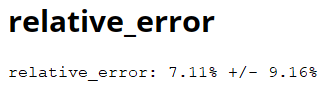 relative_error
relative_error: 7.11% +/- 9.16%